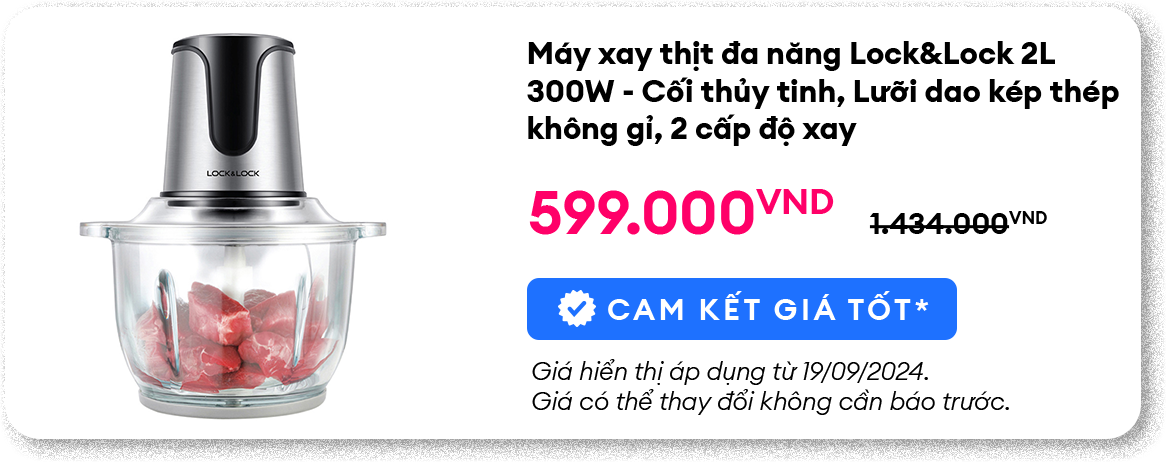 LOCK&LOCK
Máy xay thịt đa năng Lock&Lock 2L
300W - Cối thủy tinh, Lưỡi dao kép thép
không gỉ, 2 cấp độ xay
599.000VND 1.434.000VND
CAM KẾT GIÁ TỐT*
Giá hiển thị áp dụng từ 19/09/2024.
Giá có thể thay đổi không cần báo trước.